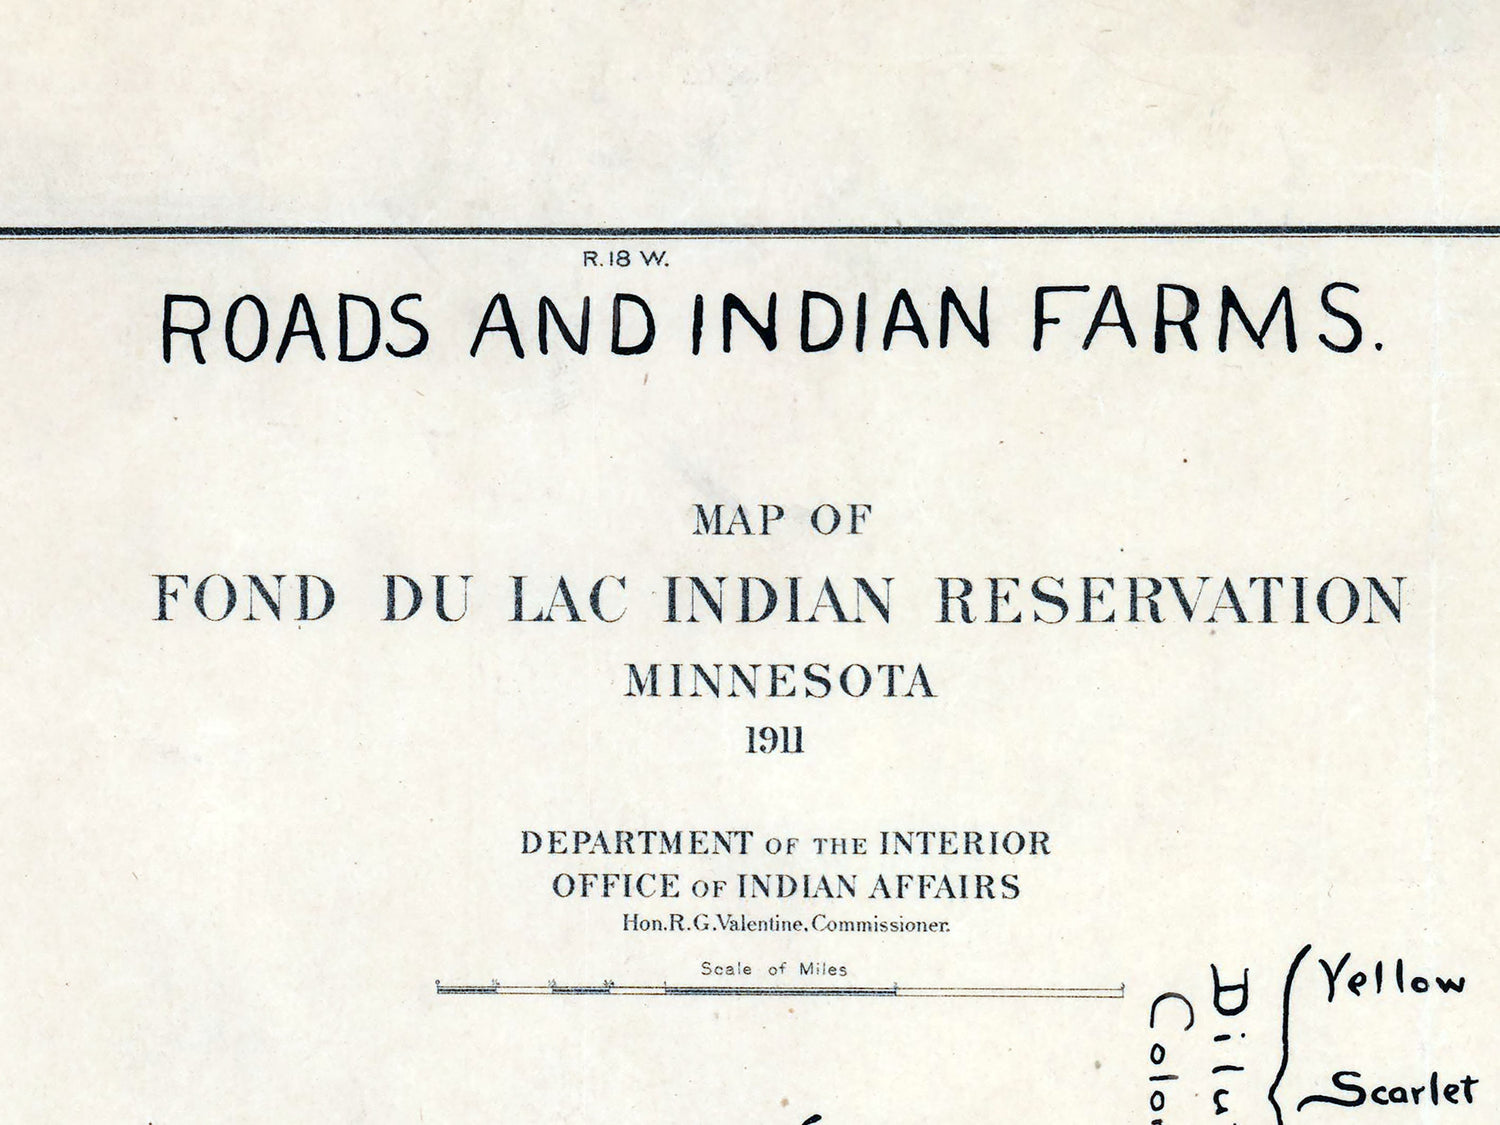 R. 18 W.
ROADS AND INDIAN FARMS.
MAP OF
FOND DU LAC INDIAN RESERVATION
MINNESOTA
1911
DEPARTMENT OF THE INTERIOR
OFFICE OF INDIAN AFFAIRS
Hon. R. G. Valentine, Commissioner.
Scale of Miles
Yellow
Scarlet